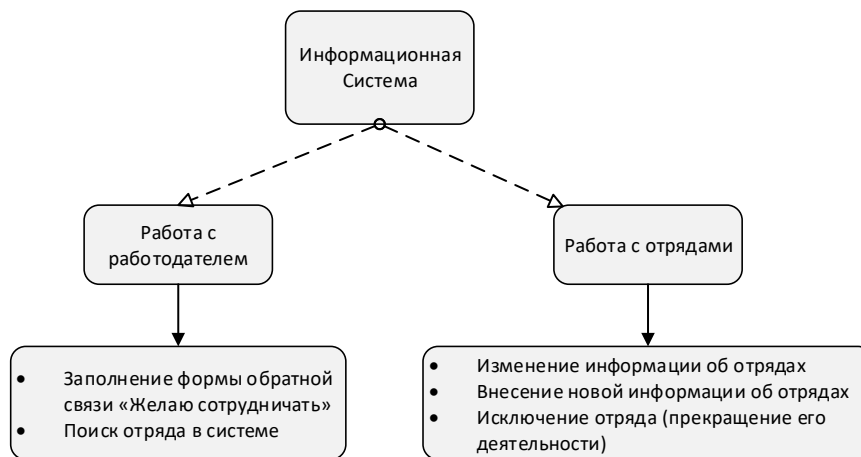 Информационная
Система
Работа с
работодателем
Работа с отрядами
• Заполнение формы обратной
связи «Желаю сотрудничать»
• Поиск отряда в системе
• Изменение информации об отрядах
• Внесение новой информации об отрядах
• Исключение отряда (прекращение его
деятельности)